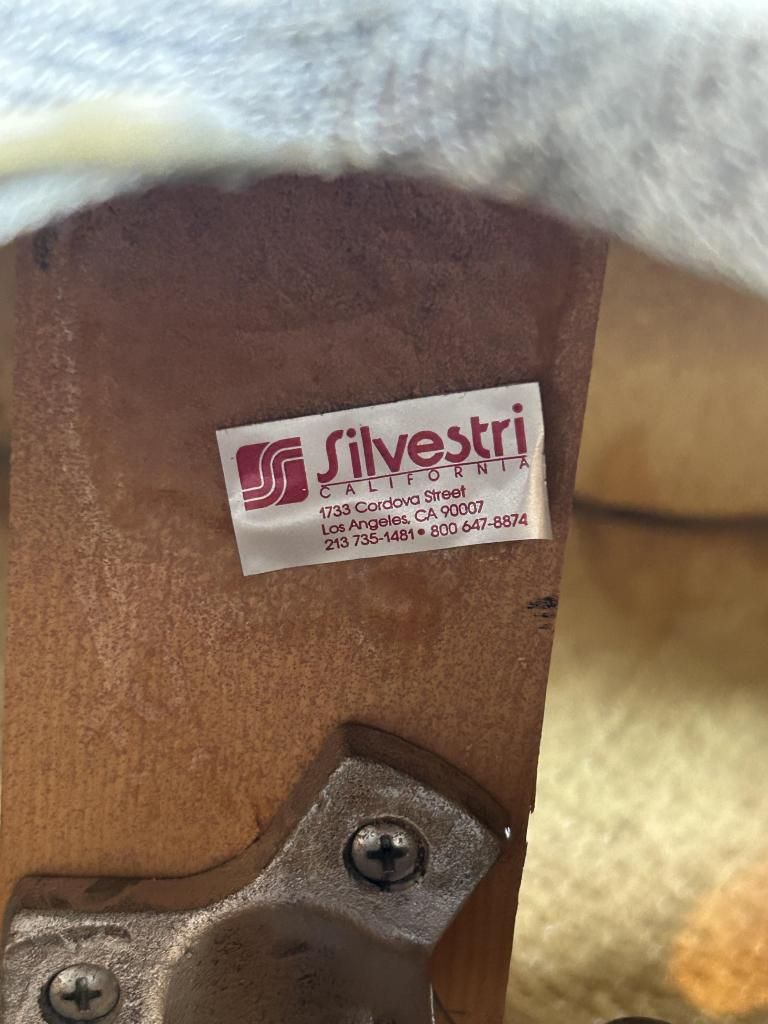 Silvestri
CALIFORNIA
1733 Cordova Street
Los Angeles, CA 90007
213 735-1481 • 800 647-8874